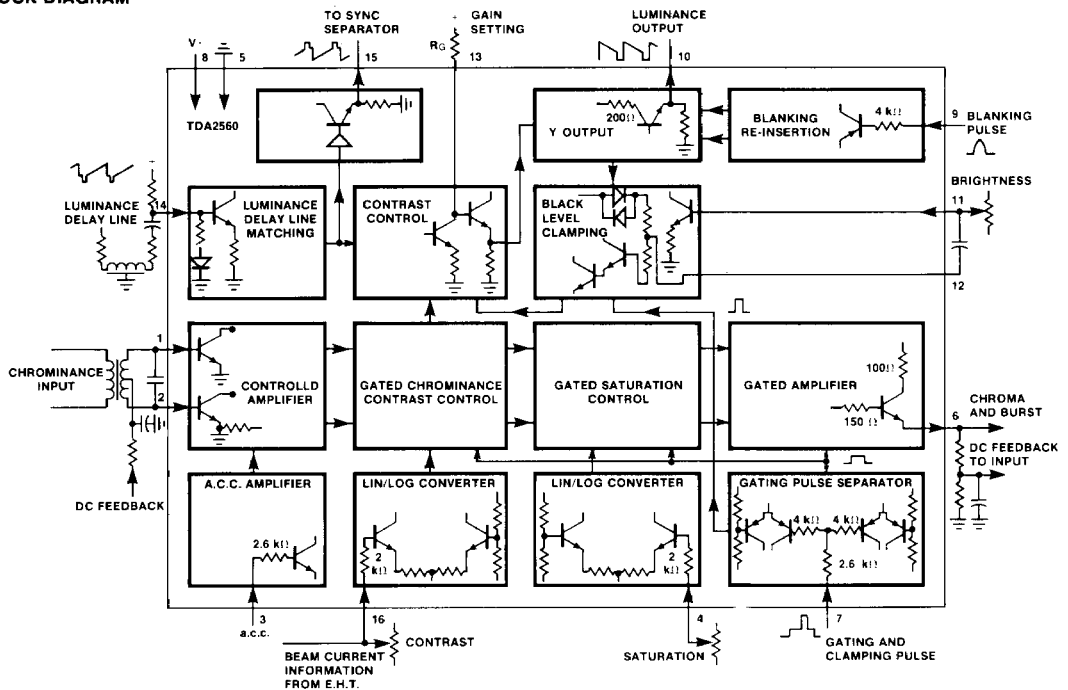 TO SYNC
SEPARATOR
15
+
GAIN
SETTING
RG
13
LUMINANCE
OUTPUT
10
V+
8
5
TDA2560
200Ω
Y OUTPUT
4 kΩ
BLANKING
RE-INSERTION
9 BLANKING
PULSE
+
LUMINANCE
DELAY LINE
14
LUMINANCE
DELAY LINE
MATCHING
CONTRAST
CONTROL
BLACK
LEVEL
CLAMPING
BRIGHTNESS
11
12
CHROMINANCE
INPUT
1
2
CONTROLLD
AMPLIFIER
GATED CHROMINANCE
CONTRAST CONTROL
GATED SATURATION
CONTROL
GATED AMPLIFIER
100Ω
150 Ω
6
CHROMA
AND BURST
DC FEEDBACK
TO INPUT
DC FEEDBACK
A.C.C. AMPLIFIER
2.6 kΩ
LIN/LOG CONVERTER
2
kΩ
LIN/LOG CONVERTER
2
kΩ
GATING PULSE SEPARATOR
4 kΩ
4 kΩ
2.6 kΩ
3
a.c.c.
16
CONTRAST
BEAM CURRENT
INFORMATION
FROM E.H.T.
4
SATURATION
7
GATING AND
CLAMPING PULSE